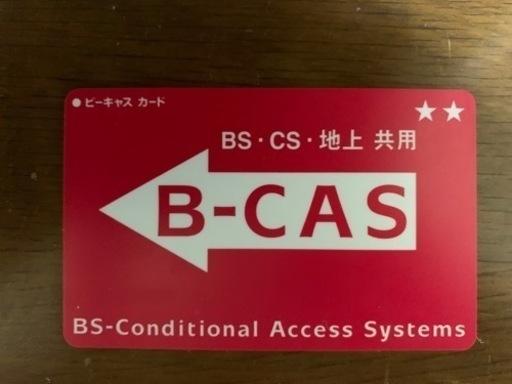 ●ビーキャス カード
★★
BS・CS・地上 共用
B-CAS
BS-Conditional Access Systems